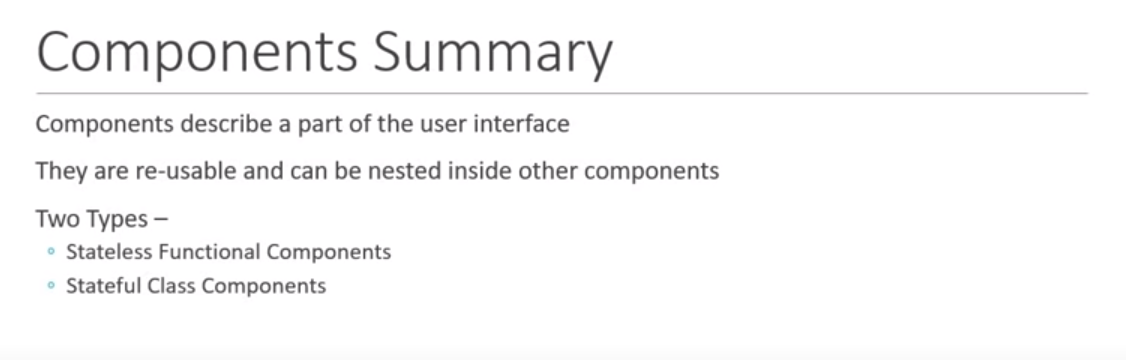 Components Summary
Components describe a part of the user interface
They are re-usable and can be nested inside other components
Two Types –
Stateless Functional Components
Stateful Class Components